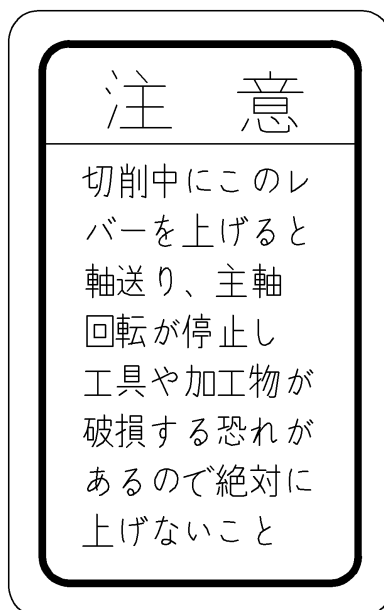 注　意
切削中にこのレ
バーを上げると
軸送り、主軸
回転が停止し
工具や加工物が
破損する恐れが
あるので絶対に
上げないこと